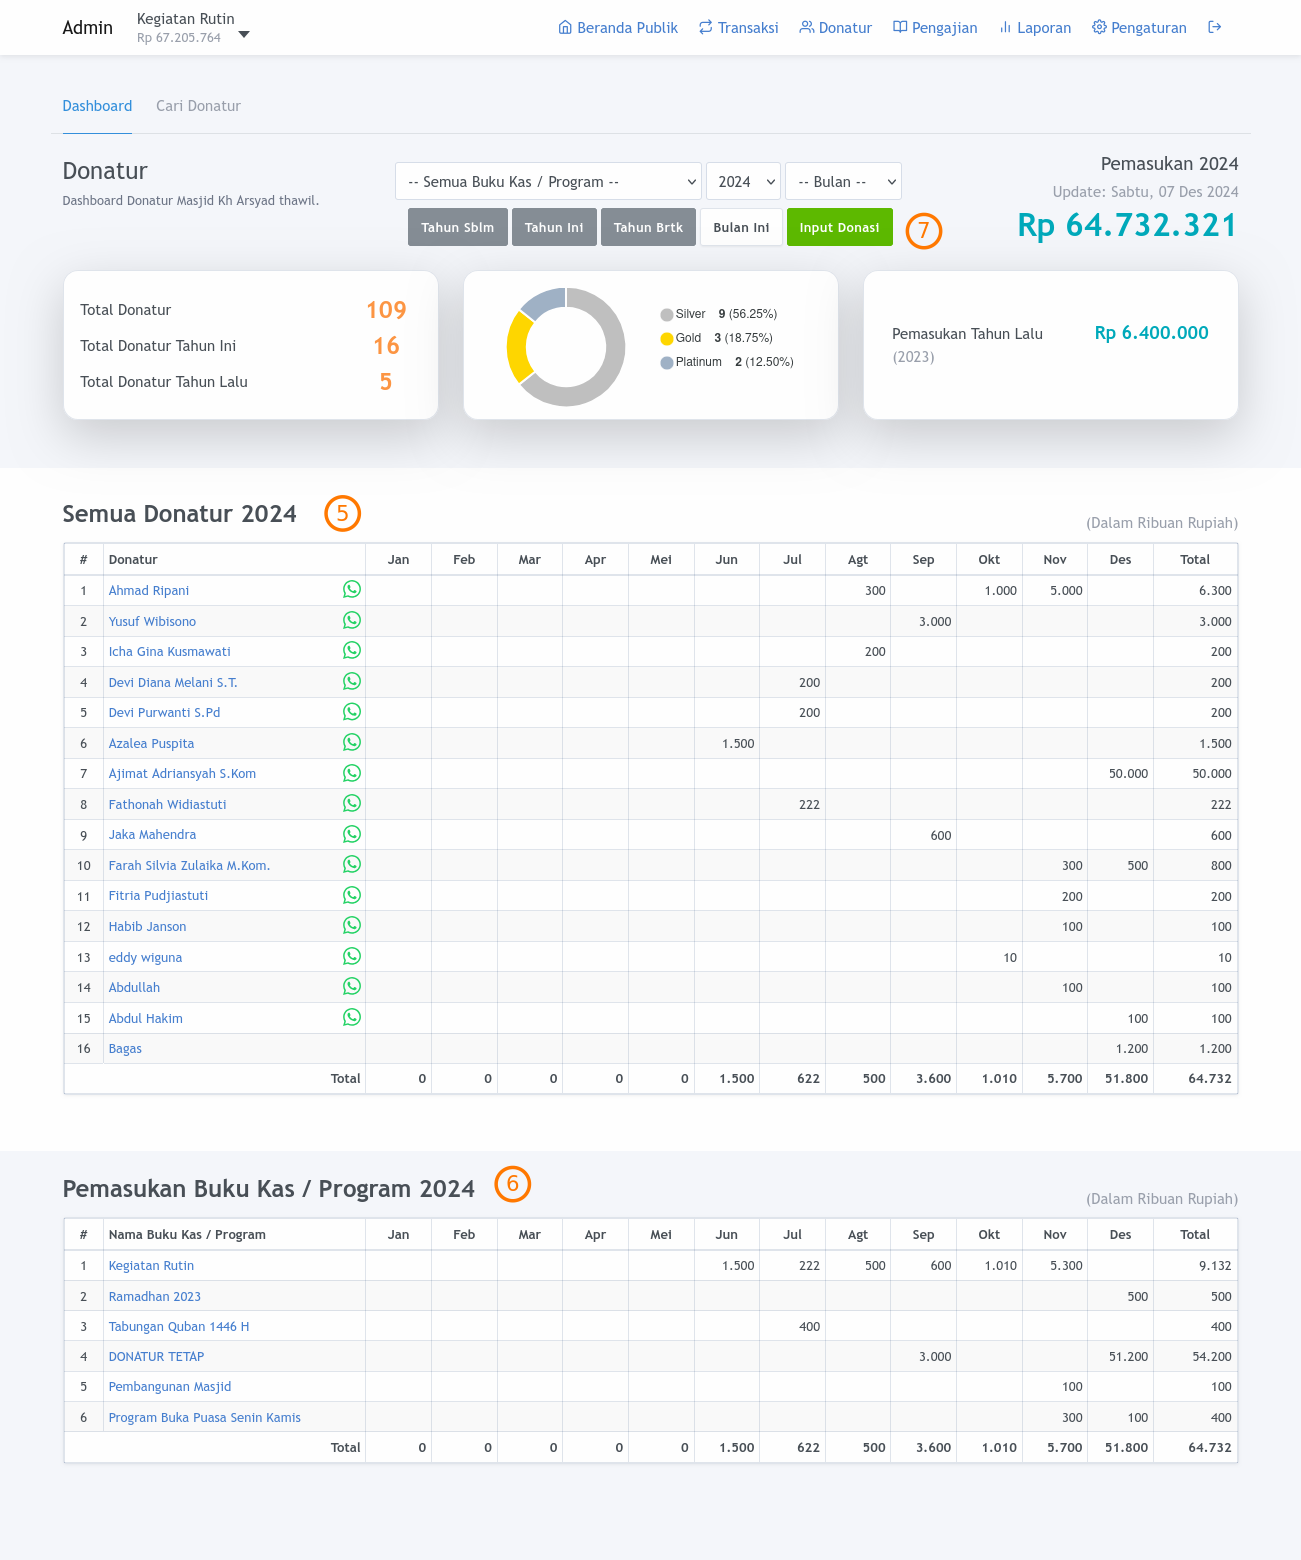 Admin
Kegiatan Rutin
Rp 67.205.764
Beranda Publik Transaksi Donatur Pengajian Laporan Pengaturan
Dashboard Cari Donatur
Donatur
Dashboard Donatur Masjid Kh Arsyad thawil.
-- Semua Buku Kas / Program -- 2024 -- Bulan --
Tahun Sblm Tahun Ini Tahun Brtk Bulan Ini Input Donasi 7
Pemasukan 2024
Update: Sabtu, 07 Des 2024
Rp 64.732.321
Total Donatur 109
Total Donatur Tahun Ini 16
Total Donatur Tahun Lalu 5
Silver 9 (56.25%)
Gold 3 (18.75%)
Platinum 2 (12.50%)
Pemasukan Tahun Lalu Rp 6.400.000
(2023)
Semua Donatur 2024 5
(Dalam Ribuan Rupiah)
# Donatur Jan Feb Mar Apr Mei Jun Jul Agt Sep Okt Nov Des Total
1 Ahmad Ripani 300 1.000 5.000 6.300
2 Yusuf Wibisono 3.000 3.000
3 Icha Gina Kusmawati 200 200
4 Devi Diana Melani S.T. 200 200
5 Devi Purwanti S.Pd 200 200
6 Azalea Puspita 1.500 1.500
7 Ajimat Adriansyah S.Kom 50.000 50.000
8 Fathonah Widiastuti 222 222
9 Jaka Mahendra 600 600
10 Farah Silvia Zulaika M.Kom. 300 500 800
11 Fitria Pudjiastuti 200 200
12 Habib Janson 100 100
13 eddy wiguna 10 10
14 Abdullah 100 100
15 Abdul Hakim 100 100
16 Bagas 1.200 1.200
Total 0 0 0 0 0 1.500 622 500 3.600 1.010 5.700 51.800 64.732
Pemasukan Buku Kas / Program 2024 6
(Dalam Ribuan Rupiah)
# Nama Buku Kas / Program Jan Feb Mar Apr Mei Jun Jul Agt Sep Okt Nov Des Total
1 Kegiatan Rutin 1.500 222 500 600 1.010 5.300 9.132
2 Ramadhan 2023 500 500
3 Tabungan Quban 1446 H 400 400
4 DONATUR TETAP 3.000 51.200 54.200
5 Pembangunan Masjid 100 100
6 Program Buka Puasa Senin Kamis 300 100 400
Total 0 0 0 0 0 1.500 622 500 3.600 1.010 5.700 51.800 64.732